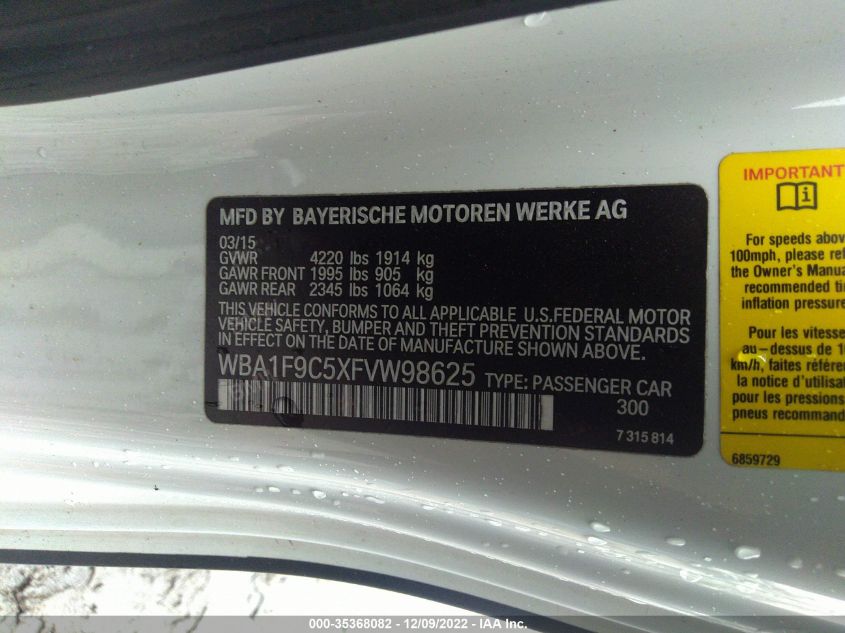 MFD BY BAYERISCHE MOTOREN WERKE AG
03/15
GVWR 4220 lbs 1914 kg
GAWR FRONT 1995 lbs 905 kg
GAWR REAR 2345 lbs 1064 kg
THIS VEHICLE CONFORMS TO ALL APPLICABLE U.S.FEDERAL MOTOR
VEHICLE SAFETY, BUMPER AND THEFT PREVENTION STANDARDS
IN EFFECT ON THE DATE OF MANUFACTURE SHOWN ABOVE.
WBA1F9C5XFVW98625 TYPE: PASSENGER CAR
300
7 315 814
IMPORTANT
i
For speeds abov
100mph, please ref
the Owner's Manua
recommended ti
inflation pressure
Pour les vitesse
au-dessus de 1
km/h, faites référ
la notice d'utilisat
pour les pressions
pneus recommand
6859729
000-35368082 - 12/09/2022 - IAA Inc.